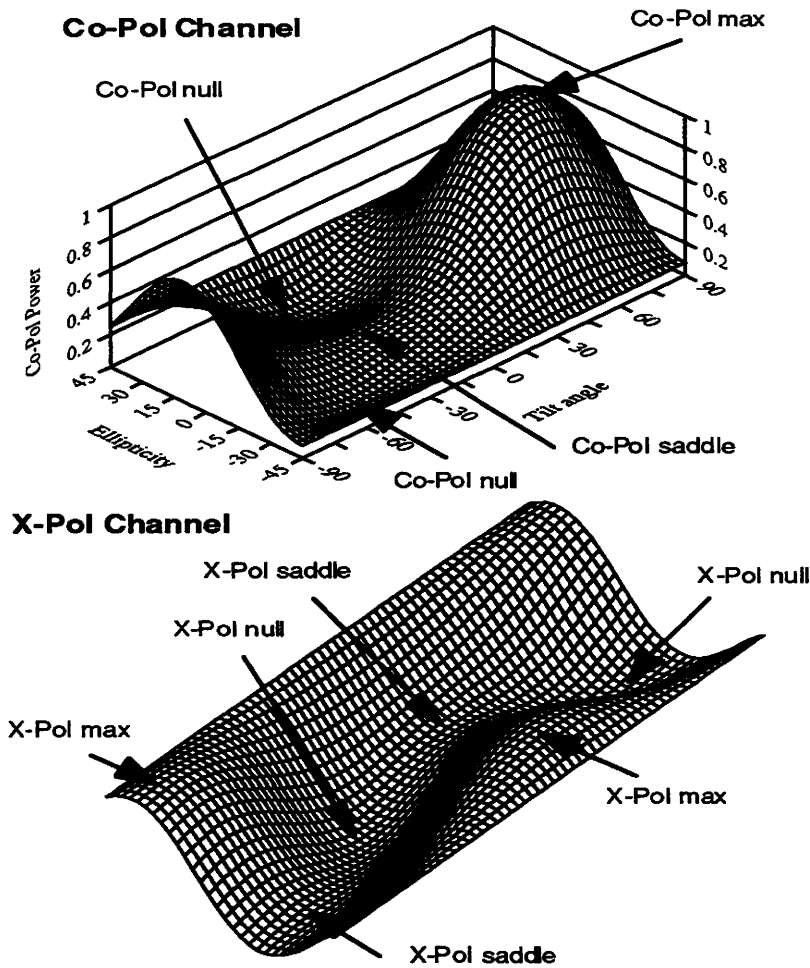 Co-Pol Channel
Co-Pol max
Co-Pol null
1
0.8
0.6
0.4
0.2
Co-Pol Power
1
0.8
0.6
0.4
0.2
45
30
15
0
-15
-30
-45
Ellipticity
-90
-60
-30
0
30
60
90
Tilt angle
Co-Pol saddle
Co-Pol null
X-Pol Channel
X-Pol saddle
X-Pol null
X-Pol null
X-Pol max
X-Pol max
X-Pol saddle